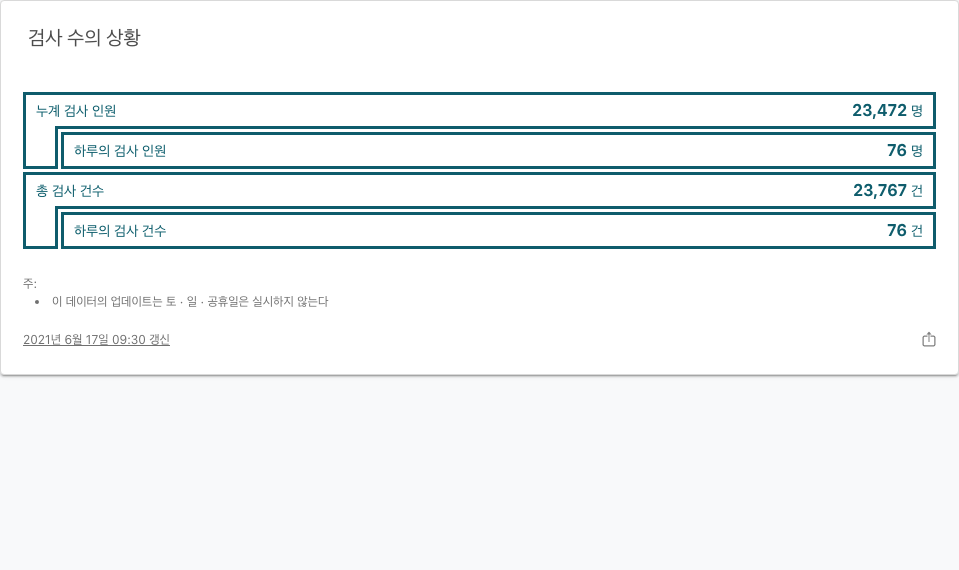 검사 수의 상황
누계 검사 인원 23,472 명
하루의 검사 인원 76 명
총 검사 건수 23,767 건
하루의 검사 건수 76 건
주:
• 이 데이터의 업데이트는 토 · 일 · 공휴일은 실시하지 않는다
2021년 6월 17일 09:30 갱신